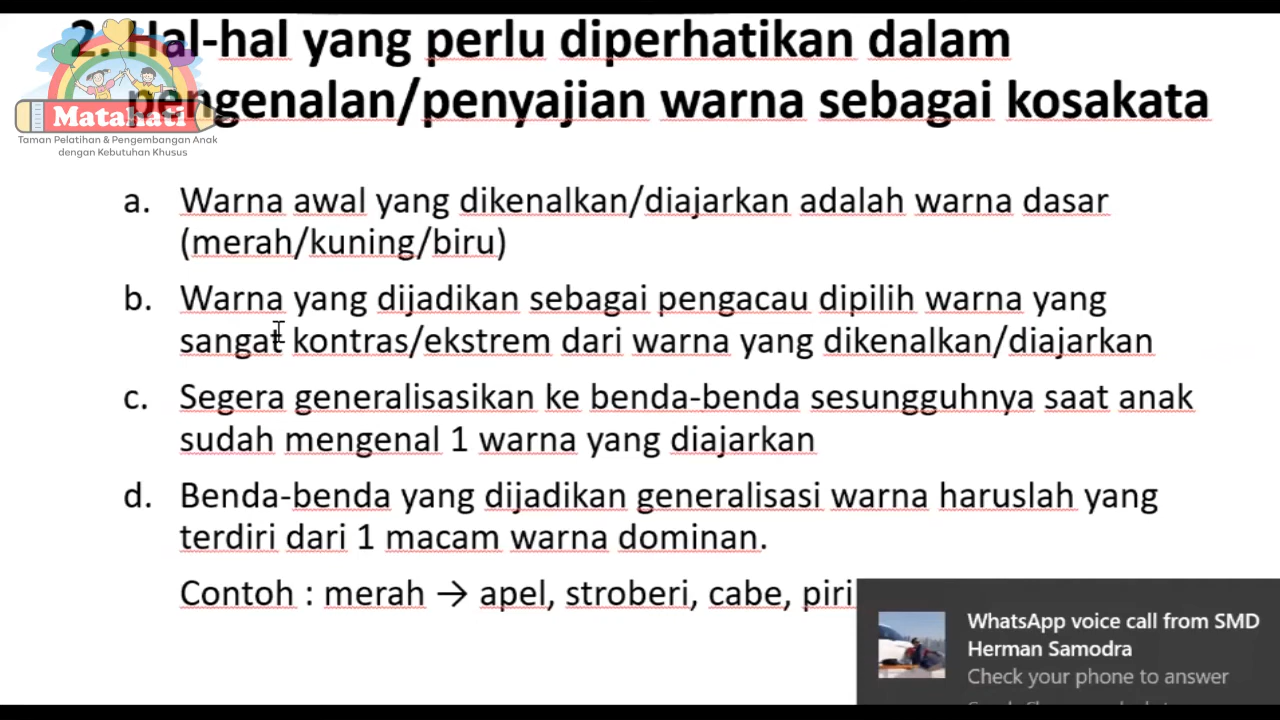 2. Hal-hal yang perlu diperhatikan dalam
pengenalan/penyajian warna sebagai kosakata
Matahati
Taman Pelatihan & Pengembangan Anak
dengan Kebutuhan Khusus
a. Warna awal yang dikenalkan/diajarkan adalah warna dasar
(merah/kuning/biru)
b. Warna yang dijadikan sebagai pengacau dipilih warna yang
sangat kontras/ekstrem dari warna yang dikenalkan/diajarkan
c. Segera generalisasikan ke benda-benda sesungguhnya saat anak
sudah mengenal 1 warna yang diajarkan
d. Benda-benda yang dijadikan generalisasi warna haruslah yang
terdiri dari 1 macam warna dominan.
Contoh : merah → apel, stroberi, cabe, piri
WhatsApp voice call from SMD
Herman Samodra
Check your phone to answer